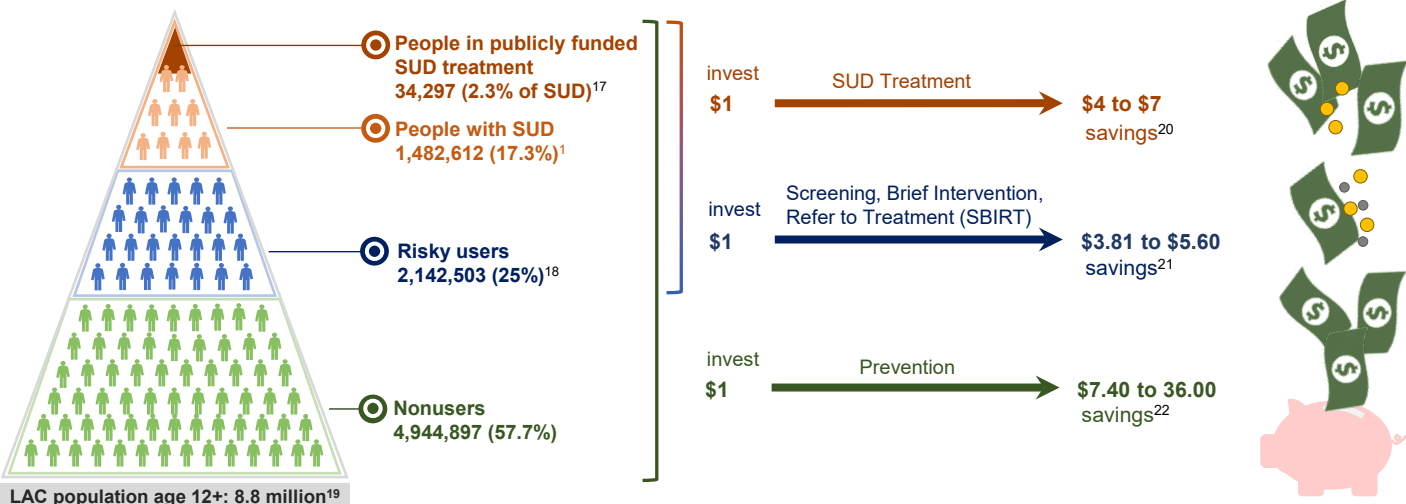 People in publicly funded
SUD treatment
34,297 (2.3% of SUD)17
People with SUD
1,482,612 (17.3%)1
Risky users
2,142,503 (25%)18
Nonusers
4,944,897 (57.7%)
LAC population age 12+: 8.8 million19
invest
$1
SUD Treatment
$4 to $7
savings20
invest
$1
Screening, Brief Intervention,
Refer to Treatment (SBIRT)
$3.81 to $5.60
savings21
invest
$1
Prevention
$7.40 to 36.00
savings22
$
$
$
$
$
$
$